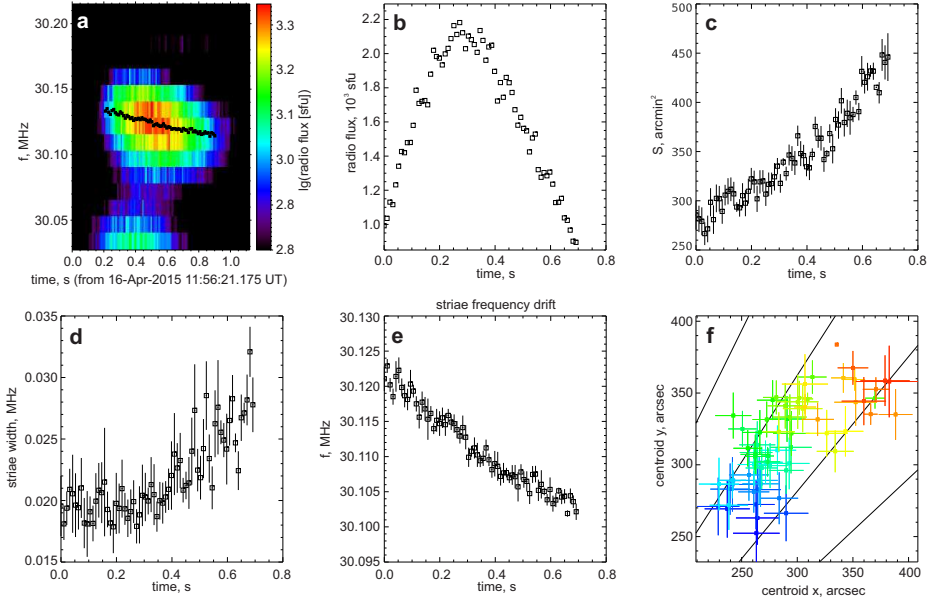 a
f, MHz
30.20
30.15
30.10
30.05
0.0 0.2 0.4 0.6 0.8 1.0
time, s (from 16-Apr-2015 11:56:21.175 UT)
3.3
3.2
3.1
3.0
2.9
2.8
lg(radio flux [sfu])
b
radio flux, 10³ sfu
2.2
2.0
1.8
1.6
1.4
1.2
1.0
0.0 0.2 0.4 0.6 0.8
time, s
c
S, arcmin²
450
400
350
300
250
0.0 0.2 0.4 0.6 0.8
time, s
d
striae width, MHz
0.035
0.030
0.025
0.020
0.015
0.0 0.2 0.4 0.6 0.8
time, s
striae frequency drift
e
f, MHz
30.130
30.125
30.120
30.115
30.110
30.105
30.100
30.095
0.0 0.2 0.4 0.6 0.8
time, s
f
centroid y, arcsec
400
350
300
250
250 300 350 400
centroid x, arcsec